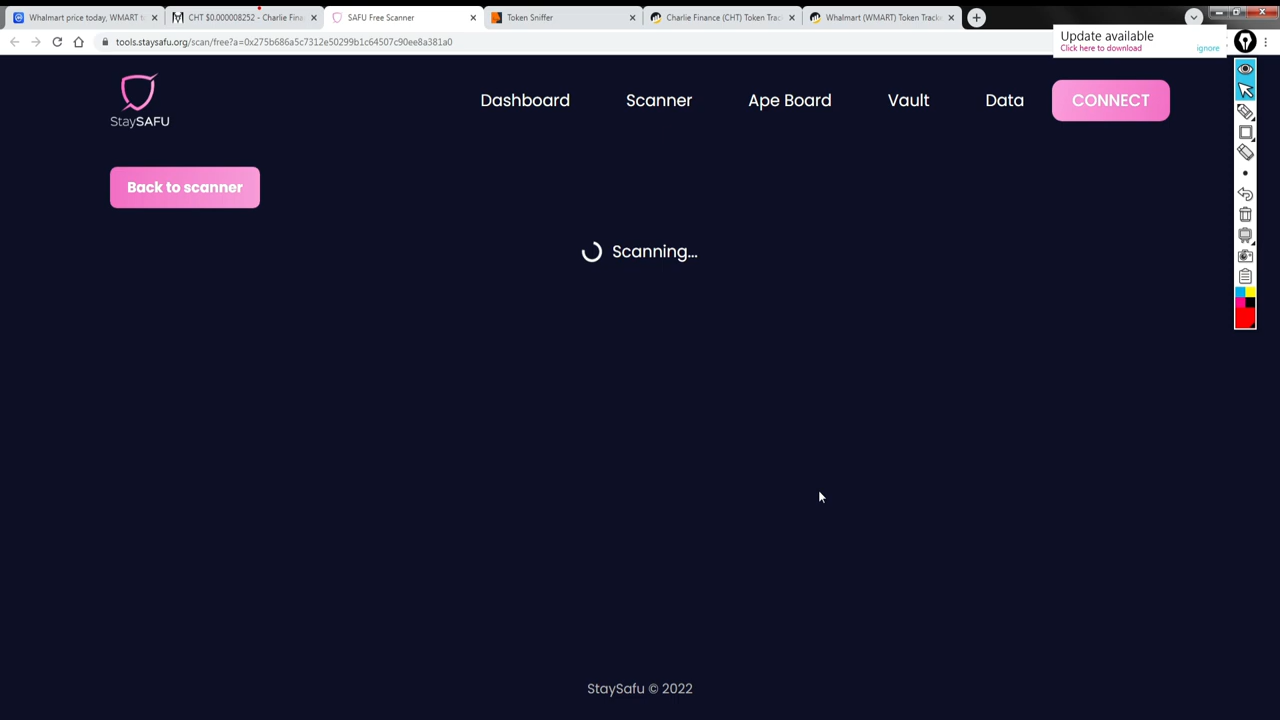 Whalmart price today, WMART t
CHT $0.000008252 - Charlie Fina
SAFU Free Scanner
Token Sniffer
Charlie Finance (CHT) Token Trac
Whalmart (WMART) Token Track
tools.staysafu.org/scan/free?a=0x275b686a5c7312e50299b1c64507c90ee8a381a0
Update available
Click here to download
ignore
StaySAFU
Dashboard
Scanner
Ape Board
Vault
Data
CONNECT
Back to scanner
Scanning...
StaySafu © 2022